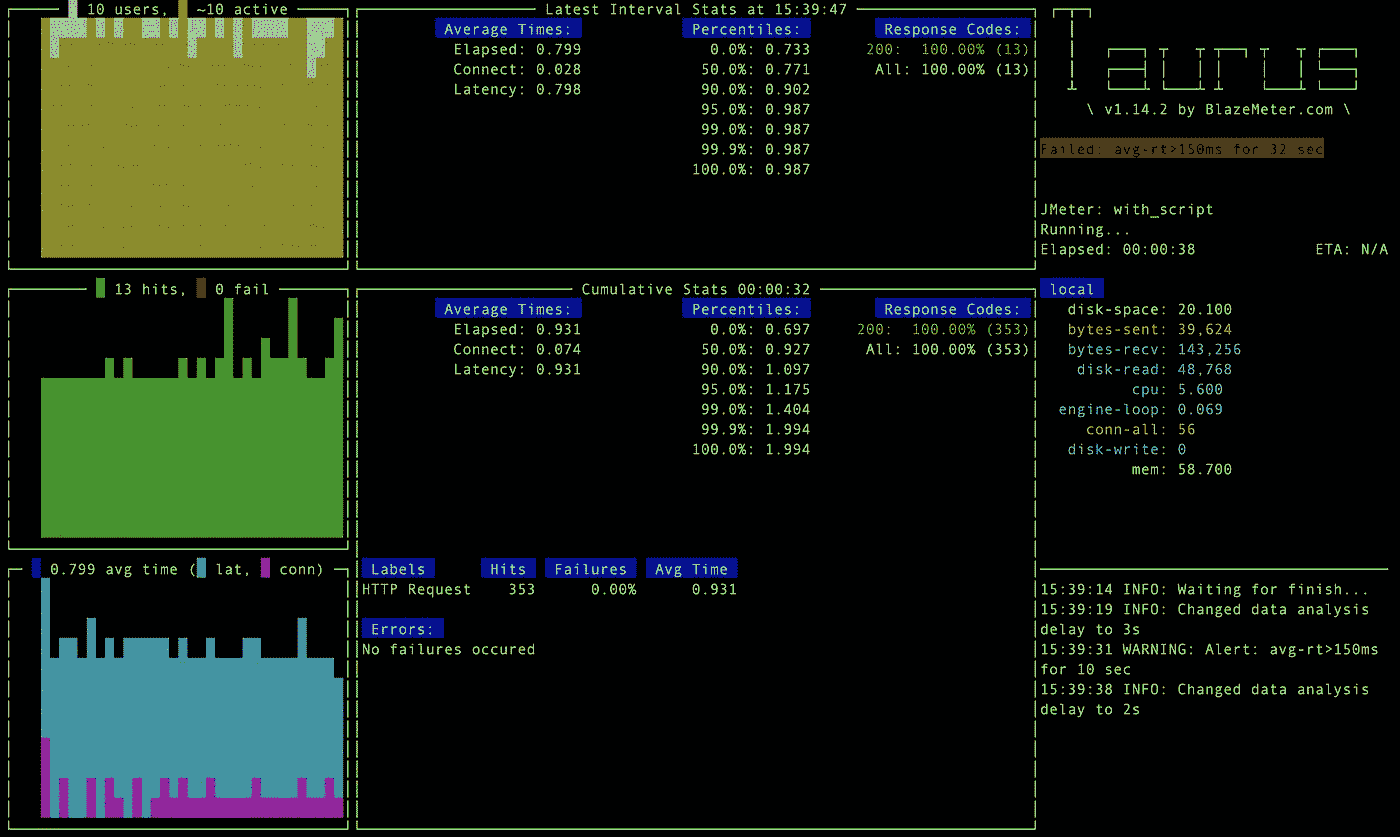 10 users, ~10 active
Latest Interval Stats at 15:39:47
Average Times:
Elapsed: 0.799
Connect: 0.028
Latency: 0.798
Percentiles:
0.0%: 0.733
50.0%: 0.771
90.0%: 0.902
95.0%: 0.987
99.0%: 0.987
99.9%: 0.987
100.0%: 0.987
Response Codes:
200: 100.00% (13)
All: 100.00% (13)
Taurus
\ v1.14.2 by BlazeMeter.com \
Failed: avg-rt>150ms for 32 sec
JMeter: with_script
Running...
Elapsed: 00:00:38 ETA: N/A
13 hits, 0 fail
Cumulative Stats 00:00:32
Average Times:
Elapsed: 0.931
Connect: 0.074
Latency: 0.931
Percentiles:
0.0%: 0.697
50.0%: 0.927
90.0%: 1.097
95.0%: 1.175
99.0%: 1.404
99.9%: 1.994
100.0%: 1.994
Response Codes:
200: 100.00% (353)
All: 100.00% (353)
local
disk-space: 20.100
bytes-sent: 39,624
bytes-recv: 143,256
disk-read: 48,768
cpu: 5.600
engine-loop: 0.069
conn-all: 56
disk-write: 0
mem: 58.700
0.799 avg time ( lat, conn)
Labels Hits Failures Avg Time
HTTP Request 353 0.00% 0.931
Errors:
No failures occured
15:39:14 INFO: Waiting for finish...
15:39:19 INFO: Changed data analysis
delay to 3s
15:39:31 WARNING: Alert: avg-rt>150ms
for 10 sec
15:39:38 INFO: Changed data analysis
delay to 2s